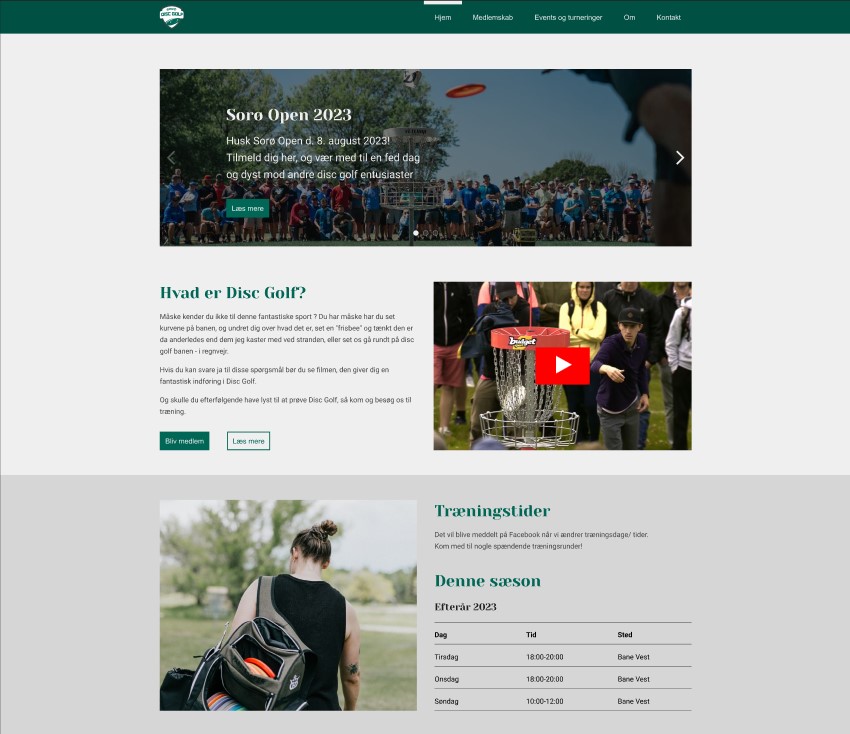 DISC GOLF
Hjem
Medlemskab
Events og turneringer
Om
Kontakt
Sorø Open 2023
Husk Sorø Open d. 8. august 2023!
Tilmeld dig her, og vær med til en fed dag
og dyst mod andre disc golf entusiaster
Læs mere
Hvad er Disc Golf?
Måske kender du ikke til denne fantastiske sport ? Du har måske har du set
kurvene på banen, og undret dig over hvad det er, set en "frisbee" og tænkt den er
da anderledes end dem jeg kaster med ved stranden, eller set os gå rundt på disc
golf banen - i regnvejr.
Hvis du kan svare ja til disse spørgsmål bør du se filmen, den giver dig en
fantastisk indføring i Disc Golf.
Og skulle du efterfølgende have lyst til at prøve Disc Golf, så kom og besøg os til
træning.
Bliv medlem
Læs mere
budget
Træningstider
Det vil blive meddelt på Facebook når vi ændrer træningsdage/ tider.
Kom med til nogle spændende træningsrunder!
Denne sæson
Efterår 2023
Dag Tid Sted
Tirsdag 18:00-20:00 Bane Vest
Onsdag 18:00-20:00 Bane Vest
Søndag 10:00-12:00 Bane Vest